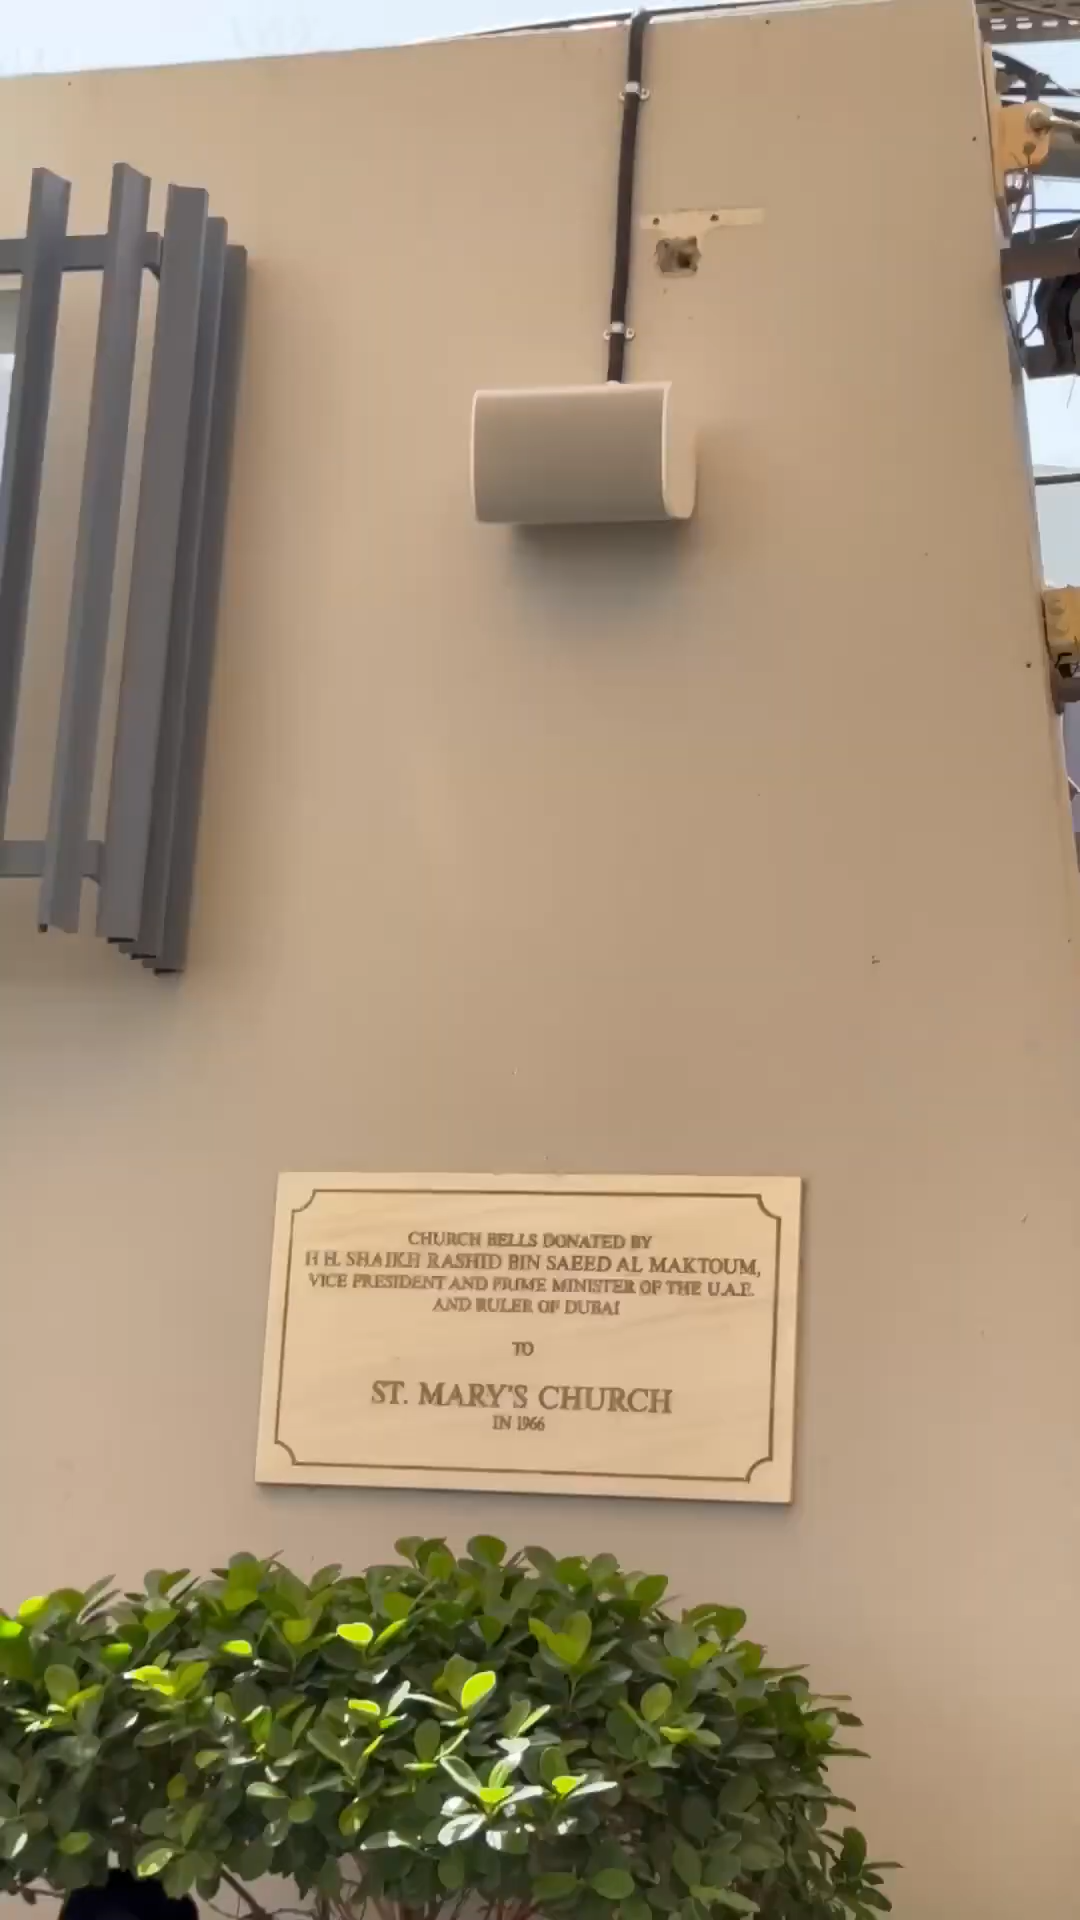 CHURCH BELLS DONATED BY
H.H. SHAIKH RASHID BIN SAEED AL MAKTOUM,
VICE PRESIDENT AND PRIME MINISTER OF THE U.A.E.
AND RULER OF DUBAI
TO
ST. MARY'S CHURCH
IN 1966